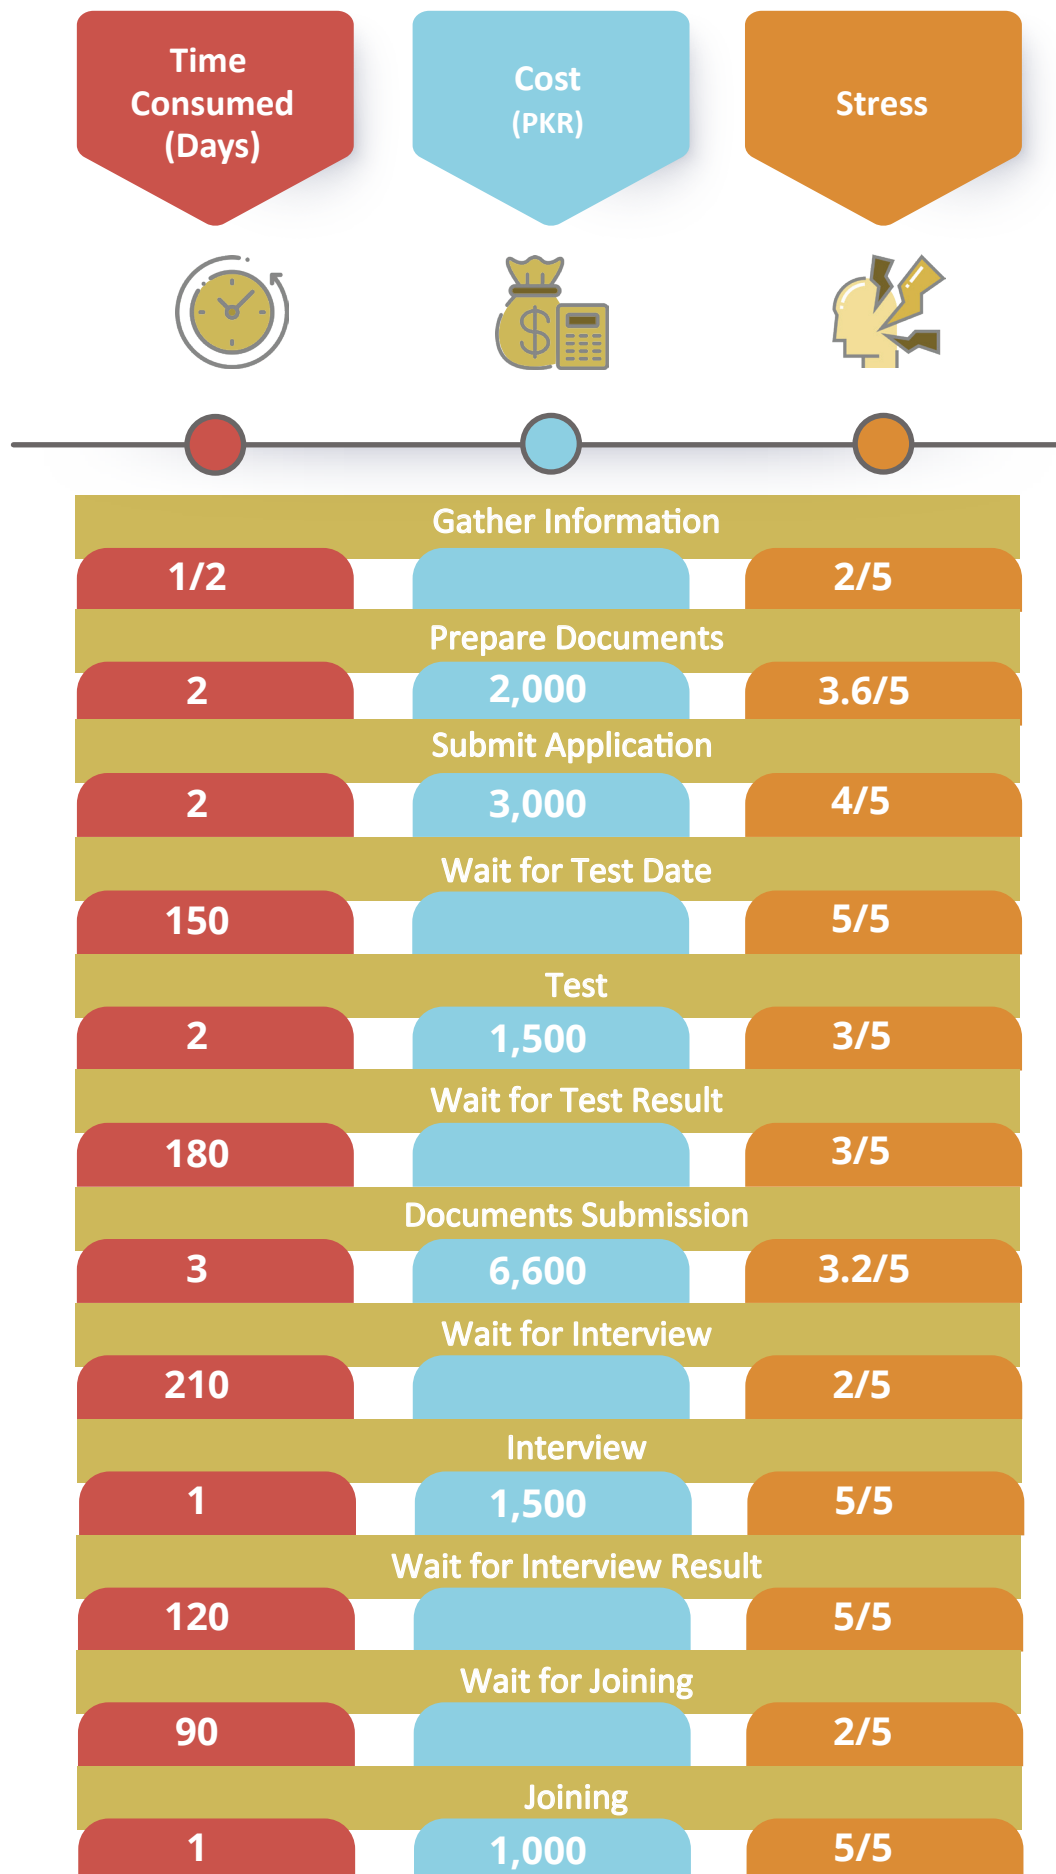 Time
Consumed
(Days)
Cost
(PKR)
Stress
$
Gather Information
1/2
2/5
Prepare Documents
2
2,000
3.6/5
Submit Application
2
3,000
4/5
Wait for Test Date
150
5/5
Test
2
1,500
3/5
Wait for Test Result
180
3/5
Documents Submission
3
6,600
3.2/5
Wait for Interview
210
2/5
Interview
1
1,500
5/5
Wait for Interview Result
120
5/5
Wait for Joining
90
2/5
Joining
1
1,000
5/5